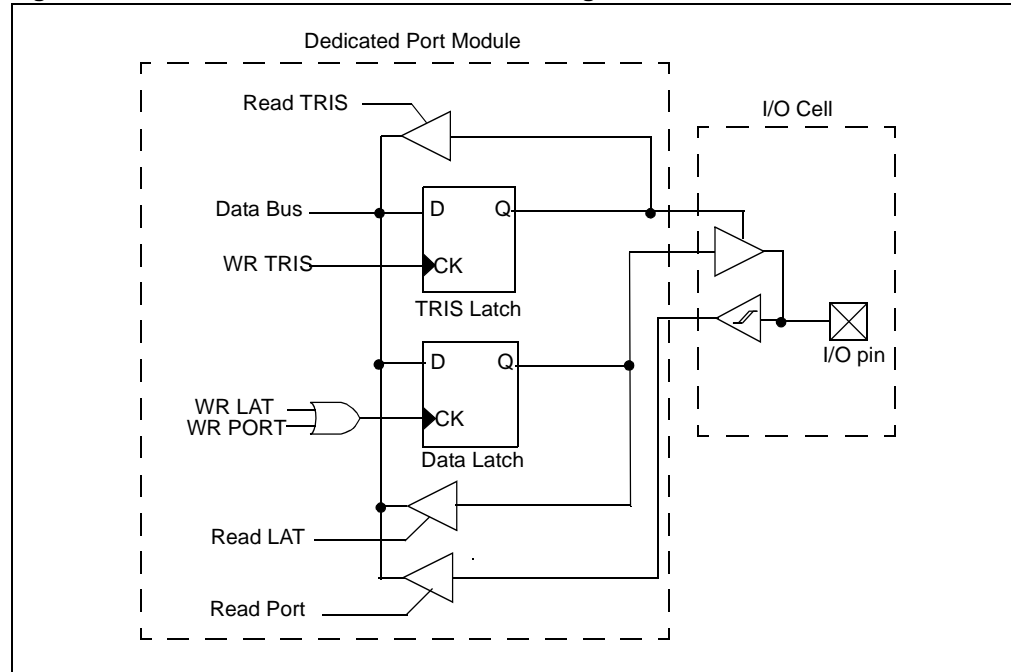 Dedicated Port Module
Read TRIS
I/O Cell
Data Bus
D
Q
WR TRIS
CK
TRIS Latch
I/O pin
D
Q
WR LAT
WR PORT
CK
Data Latch
Read LAT
Read Port